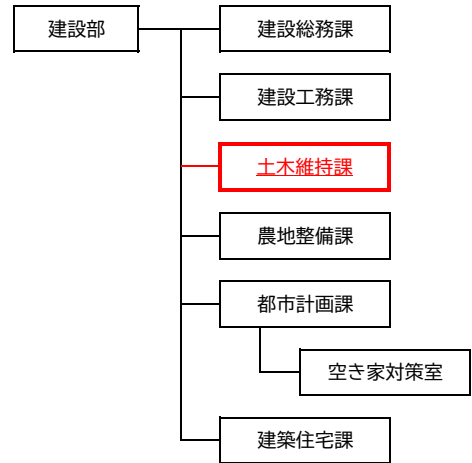 建設部
建設総務課
建設工務課
土木維持課
農地整備課
都市計画課
空き家対策室
建築住宅課